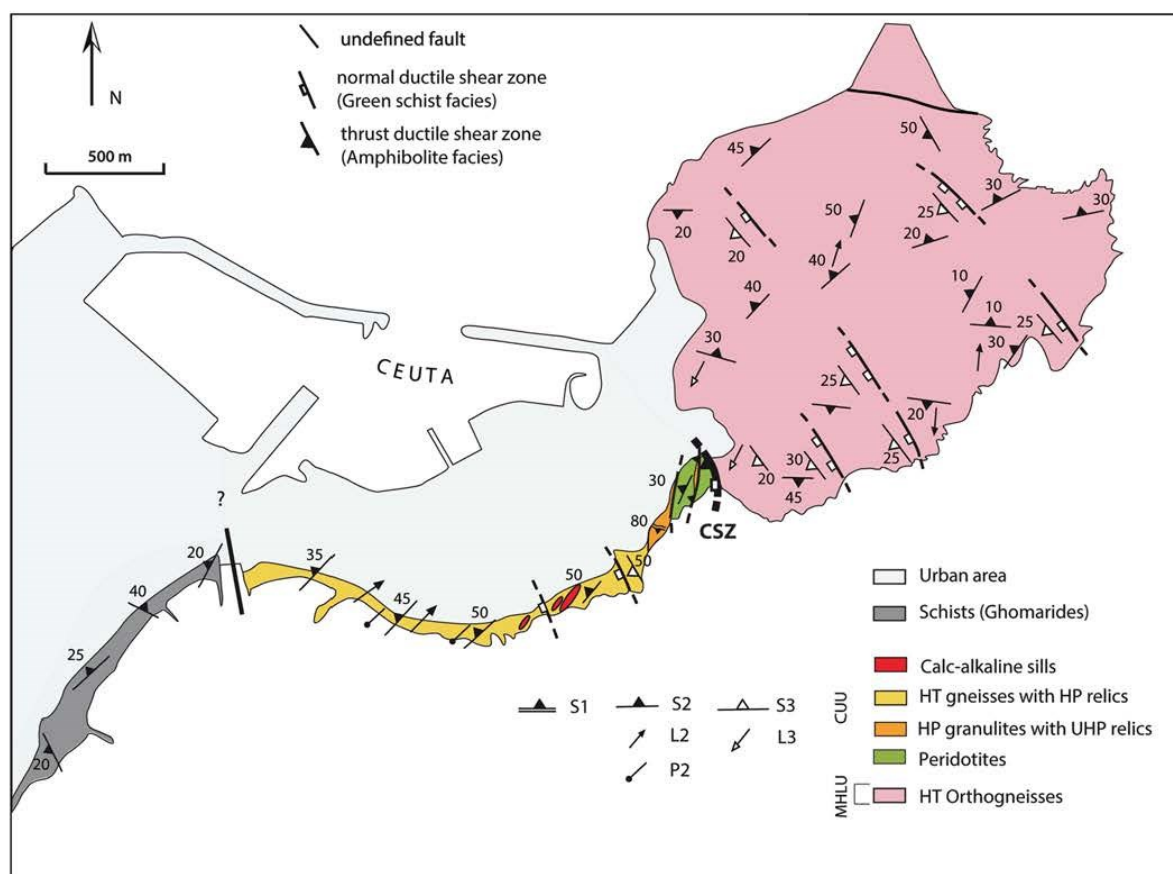 N
500 m
undefined fault
normal ductile shear zone
(Green schist facies)
thrust ductile shear zone
(Amphibolite facies)
50
45
30
30
50
25
20
20
20
40
40
10
10
25
30
30
CEUTA
25
20
30
20
25
45
30
80
CSZ
?
20
35
50
50
40
45
50
25
20
Urban area
Schists (Ghomarides)
Calc-alkaline sills
HT gneisses with HP relics
HP granulites with UHP relics
Peridotites
HT Orthogneisses
CUU
MHLU
S1
S2
S3
L2
L3
P2